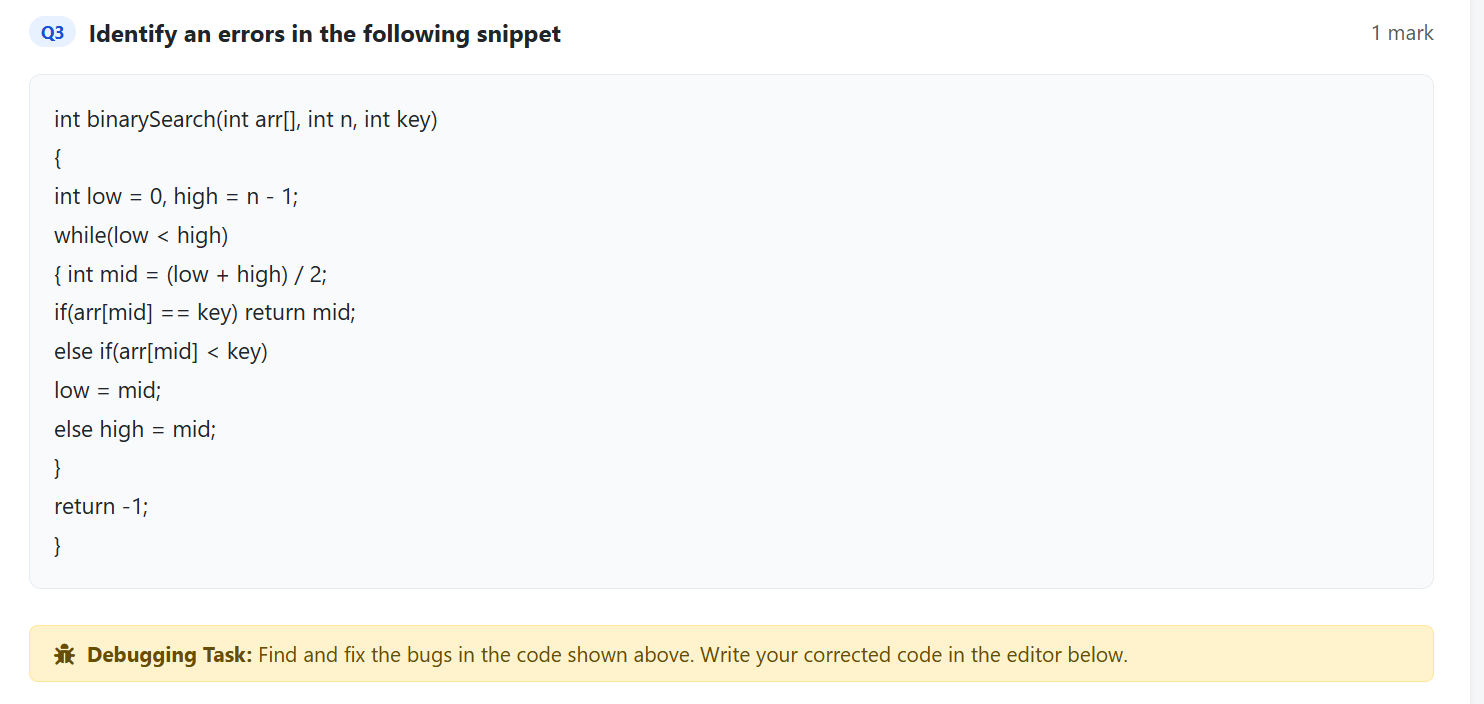 Q3 Identify an errors in the following snippet 1 mark
int binarySearch(int arr[], int n, int key)
{
int low = 0, high = n - 1;
while(low < high)
{ int mid = (low + high) / 2;
if(arr[mid] == key) return mid;
else if(arr[mid] < key)
low = mid;
else high = mid;
}
return -1;
}
Debugging Task: Find and fix the bugs in the code shown above. Write your corrected code in the editor below.